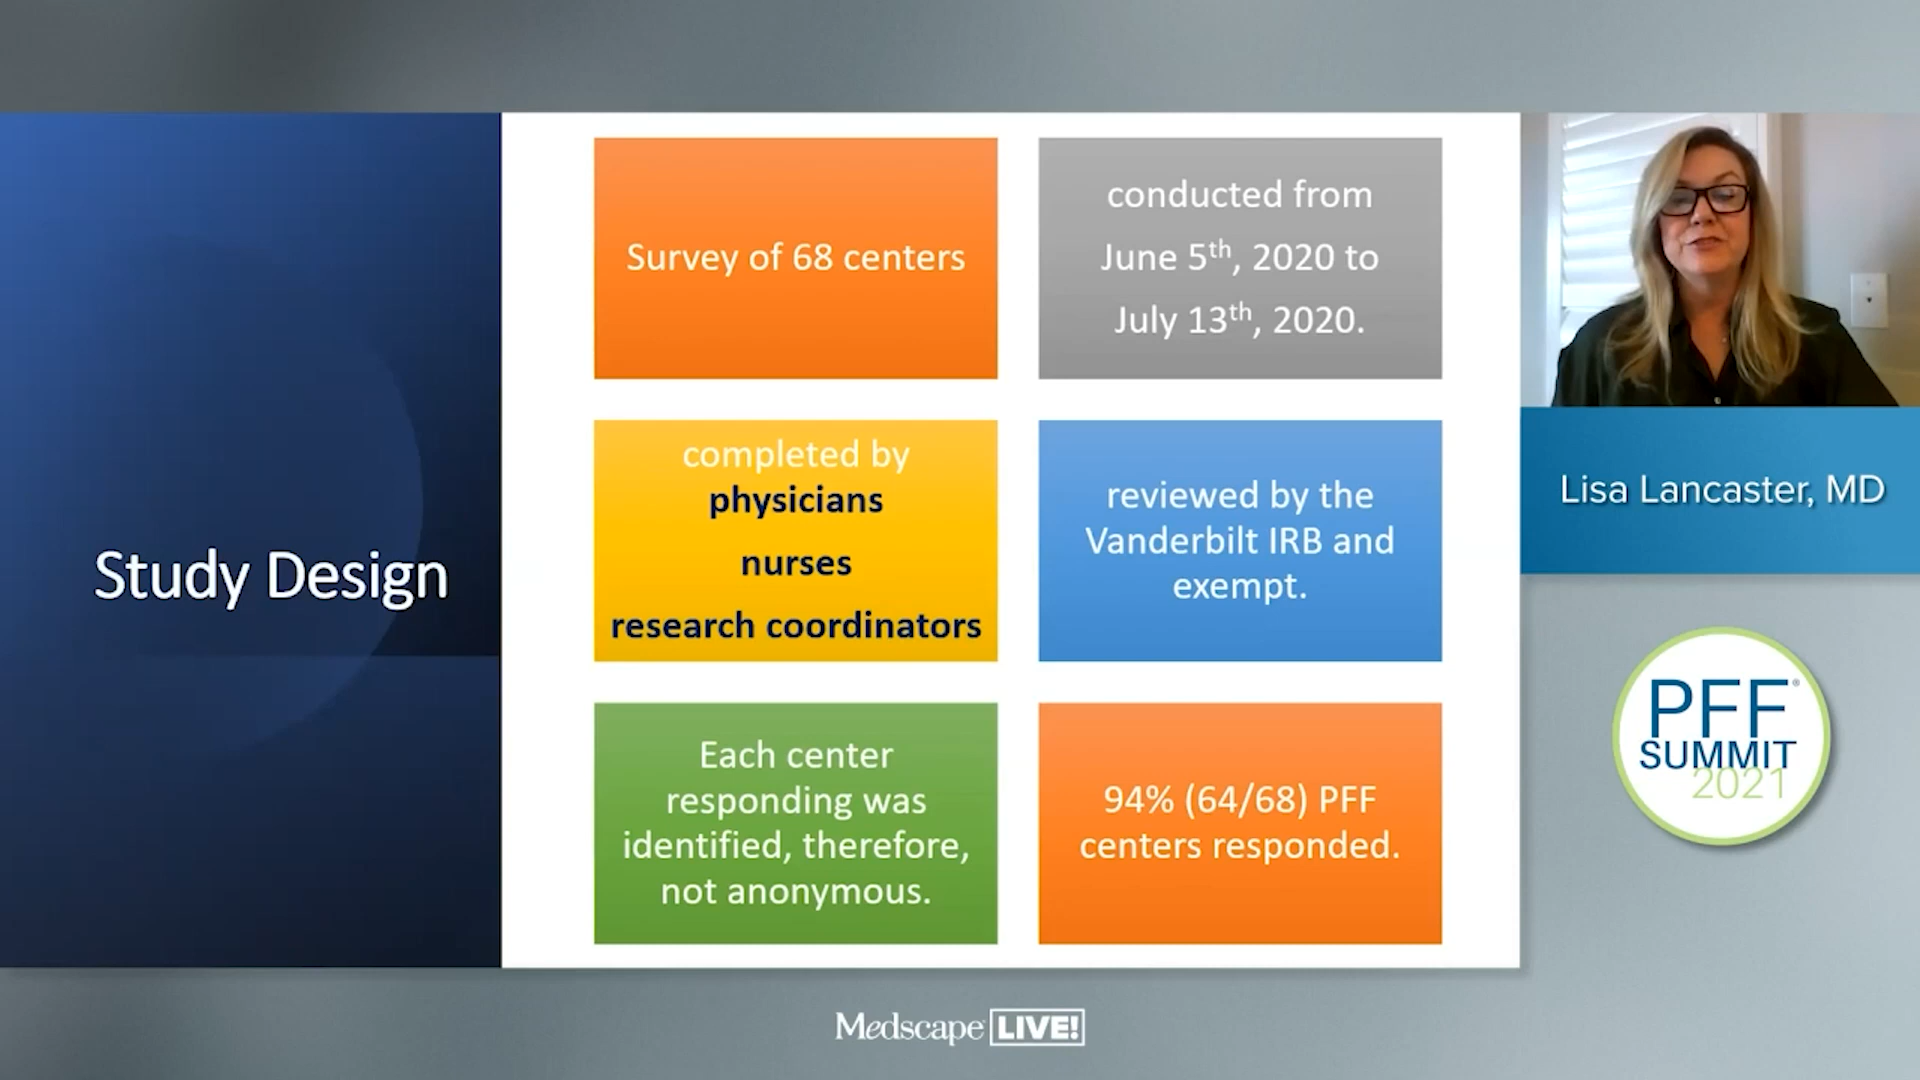 Study Design
Survey of 68 centers
conducted from
June 5th, 2020 to
July 13th, 2020.
completed by
physicians
nurses
research coordinators
reviewed by the
Vanderbilt IRB and
exempt.
Each center
responding was
identified, therefore,
not anonymous.
94% (64/68) PFF
centers responded.
Lisa Lancaster, MD
PFF®
SUMMIT
2021
Medscape LIVE!